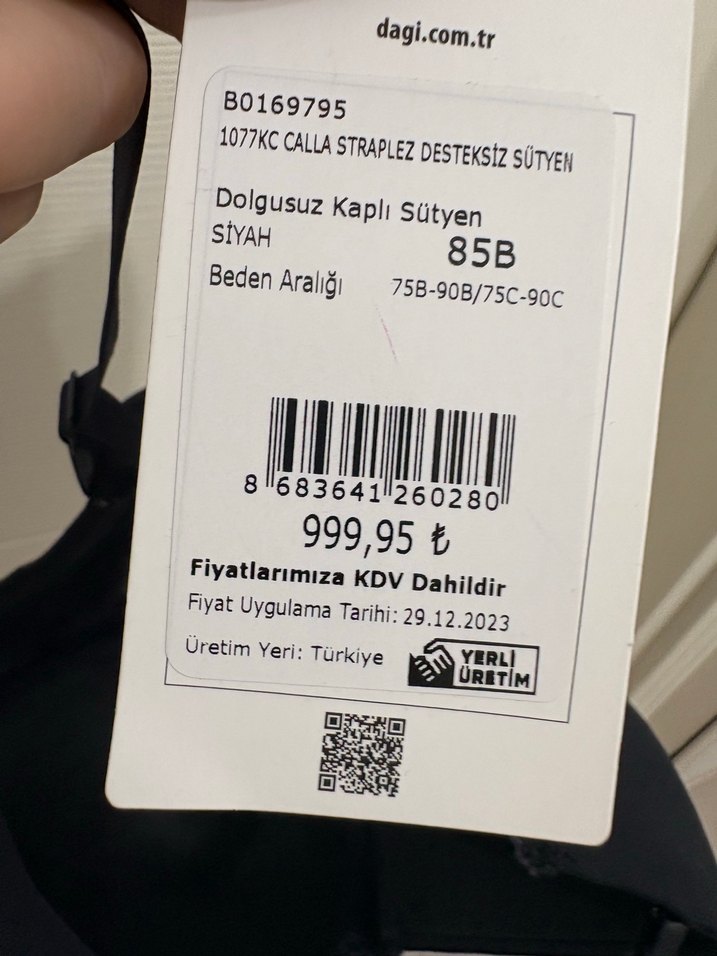 dagi.com.tr
B0169795
1077KC CALLA STRAPLEZ DESTEKSİZ SÜTYEN
Dolgusuz Kaplı Sütyen
SİYAH 85B
Beden Aralığı 75B-90B/75C-90C
8 683641 260280
999,95 ₺
Fiyatlarımıza KDV Dahildir
Fiyat Uygulama Tarihi: 29.12.2023
Üretim Yeri: Türkiye
YERLİ
ÜRETİM